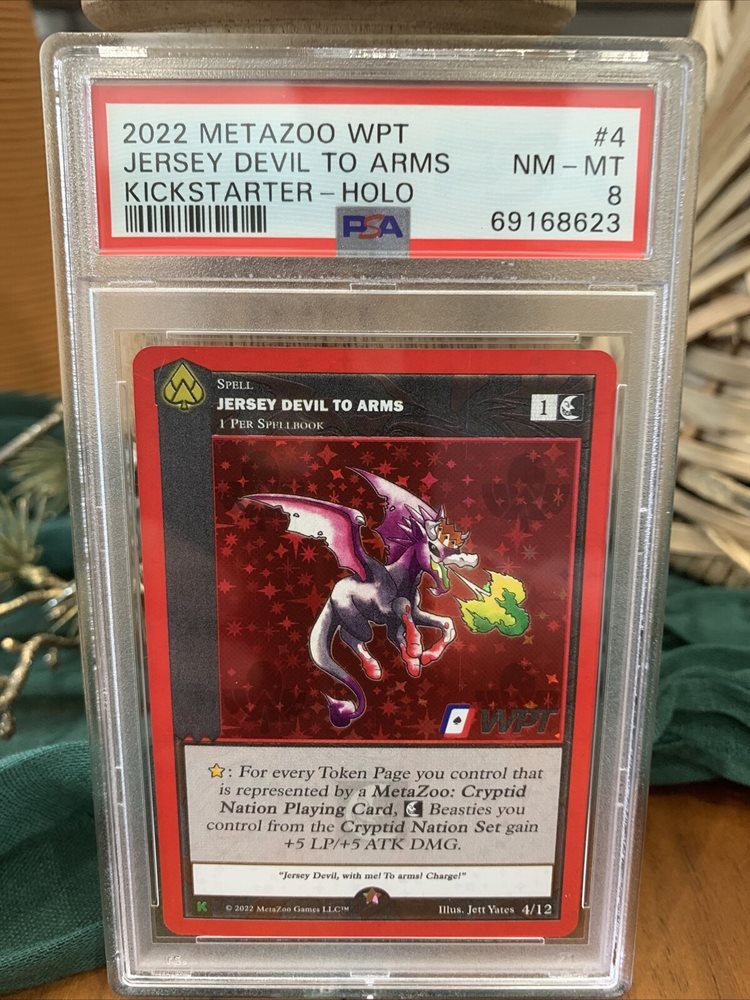 2022 METAZOO WPT #4
JERSEY DEVIL TO ARMS NM - MT
KICKSTARTER - HOLO 8
PSA 69168623
SPELL
JERSEY DEVIL TO ARMS
1 PER SPELLBOOK
1
WPT
: For every Token Page you control that
is represented by a MetaZoo: Cryptid
Nation Playing Card, Beasties you
control from the Cryptid Nation Set gain
+5 LP/+5 ATK DMG.
"Jersey Devil, with me! To arms! Charge!"
K © 2022 MetaZoo Games LLC™ Illus. Jett Yates 4/12